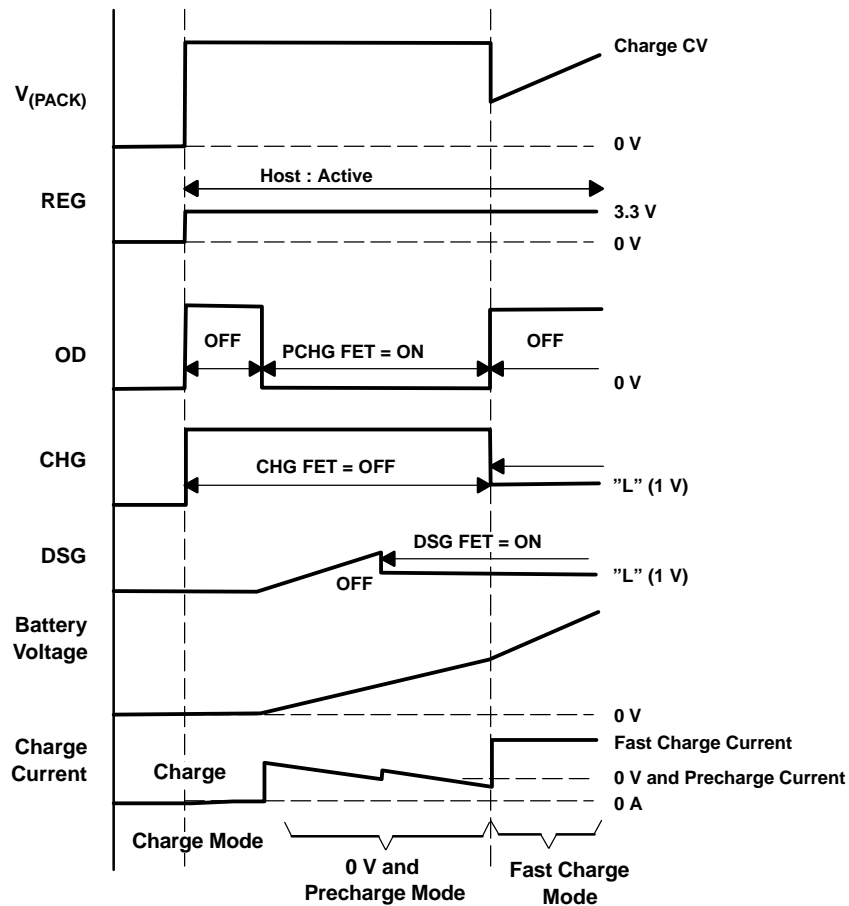 Charge CV
V(PACK)
0 V
Host : Active
REG
3.3 V
0 V
OFF
PCHG FET = ON
OFF
OD
0 V
CHG
CHG FET = OFF
”L” (1 V)
DSG FET = ON
DSG
OFF
”L” (1 V)
Battery
Voltage
0 V
Fast Charge Current
Charge
Current
Charge
0 V and Precharge Current
0 A
Charge Mode
0 V and
Precharge Mode
Fast Charge
Mode